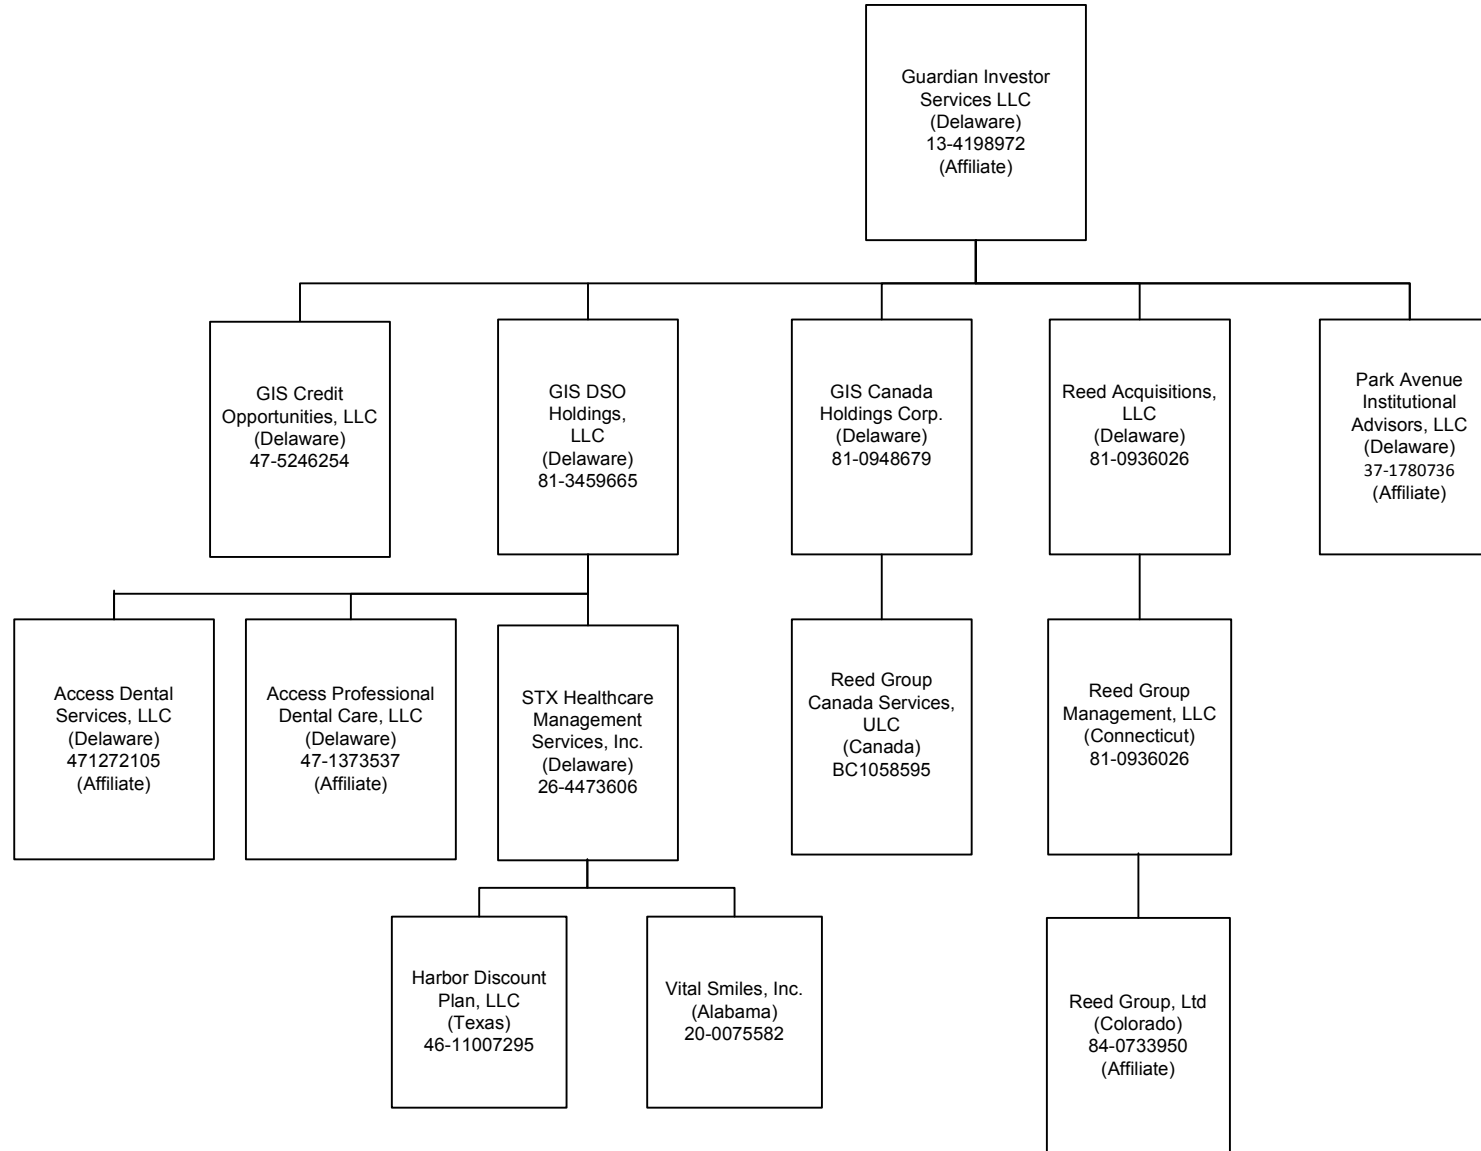 Guardian Investor
Services LLC
(Delaware)
13-4198972
(Affiliate)
GIS Credit
Opportunities, LLC
(Delaware)
47-5246254
GIS DSO
Holdings,
LLC
(Delaware)
81-3459665
GIS Canada
Holdings Corp.
(Delaware)
81-0948679
Reed Acquisitions,
LLC
(Delaware)
81-0936026
Park Avenue
Institutional
Advisors, LLC
(Delaware)
37-1780736
(Affiliate)
Access Dental
Services, LLC
(Delaware)
471272105
(Affiliate)
Access Professional
Dental Care, LLC
(Delaware)
47-1373537
(Affiliate)
STX Healthcare
Management
Services, Inc.
(Delaware)
26-4473606
Reed Group
Canada Services,
ULC
(Canada)
BC1058595
Reed Group
Management, LLC
(Connecticut)
81-0936026
Harbor Discount
Plan, LLC
(Texas)
46-11007295
Vital Smiles, Inc.
(Alabama)
20-0075582
Reed Group, Ltd
(Colorado)
84-0733950
(Affiliate)